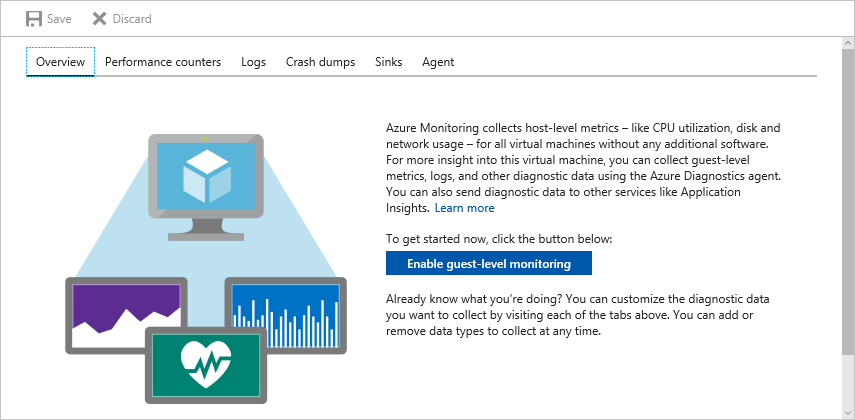 Save Discard
Overview Performance counters Logs Crash dumps Sinks Agent
Azure Monitoring collects host-level metrics – like CPU utilization, disk and
network usage – for all virtual machines without any additional software.
For more insight into this virtual machine, you can collect guest-level
metrics, logs, and other diagnostic data using the Azure Diagnostics agent.
You can also send diagnostic data to other services like Application
Insights. Learn more
To get started now, click the button below:
Enable guest-level monitoring
Already know what you're doing? You can customize the diagnostic data
you want to collect by visiting each of the tabs above. You can add or
remove data types to collect at any time.